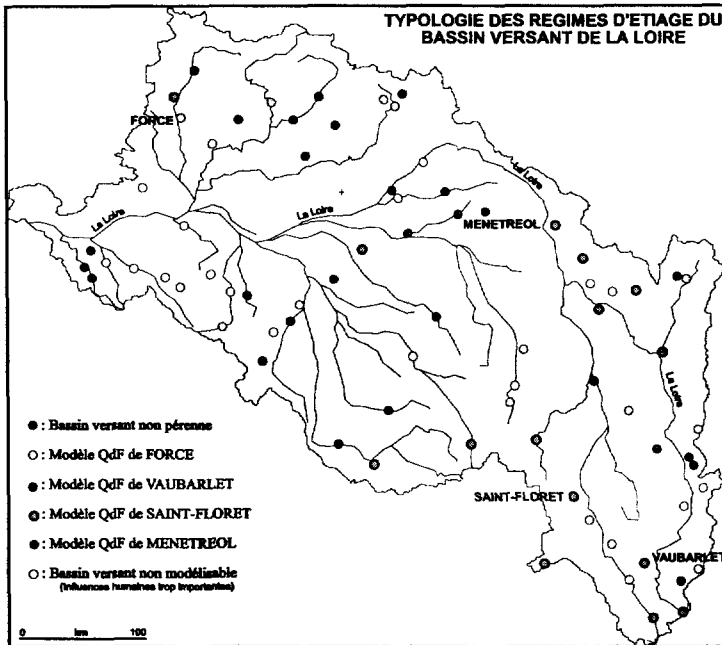 TYPOLOGIE DES REGIMES D'ETIAGE DU
BASSIN VERSANT DE LA LOIRE
FORCE
La Loire
La Loire
La Loire
MENETREOL
La Loire
● : Bassin versant non pérenne
○ : Modèle QdF de FORCE
● : Modèle QdF de VAUBARLET
◎ : Modèle QdF de SAINT-FLORET
● : Modèle QdF de MENETREOL
○ : Bassin versant non modélisable
(influences humaines trop importantes)
SAINT-FLORET
VAUBARLET
0 km 100